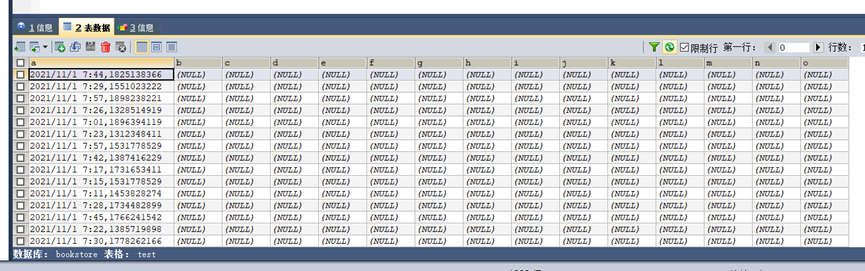 1 信息 2 表数据 3 信息
限制行 第一行: 0 行数:
a b c d e f g h i j k l m n o
2021/11/1 7:44,1825138366 (NULL) (NULL) (NULL) (NULL) (NULL) (NULL) (NULL) (NULL) (NULL) (NULL) (NULL) (NULL) (NULL) (NULL)
2021/11/1 7:29,1551023222 (NULL) (NULL) (NULL) (NULL) (NULL) (NULL) (NULL) (NULL) (NULL) (NULL) (NULL) (NULL) (NULL) (NULL)
2021/11/1 7:57,1898238221 (NULL) (NULL) (NULL) (NULL) (NULL) (NULL) (NULL) (NULL) (NULL) (NULL) (NULL) (NULL) (NULL) (NULL)
2021/11/1 7:26,1328514919 (NULL) (NULL) (NULL) (NULL) (NULL) (NULL) (NULL) (NULL) (NULL) (NULL) (NULL) (NULL) (NULL) (NULL)
2021/11/1 7:01,1896394119 (NULL) (NULL) (NULL) (NULL) (NULL) (NULL) (NULL) (NULL) (NULL) (NULL) (NULL) (NULL) (NULL) (NULL)
2021/11/1 7:23,1312348411 (NULL) (NULL) (NULL) (NULL) (NULL) (NULL) (NULL) (NULL) (NULL) (NULL) (NULL) (NULL) (NULL) (NULL)
2021/11/1 7:57,1531778529 (NULL) (NULL) (NULL) (NULL) (NULL) (NULL) (NULL) (NULL) (NULL) (NULL) (NULL) (NULL) (NULL) (NULL)
2021/11/1 7:42,1387416229 (NULL) (NULL) (NULL) (NULL) (NULL) (NULL) (NULL) (NULL) (NULL) (NULL) (NULL) (NULL) (NULL) (NULL)
2021/11/1 7:17,1731653411 (NULL) (NULL) (NULL) (NULL) (NULL) (NULL) (NULL) (NULL) (NULL) (NULL) (NULL) (NULL) (NULL) (NULL)
2021/11/1 7:15,1531778529 (NULL) (NULL) (NULL) (NULL) (NULL) (NULL) (NULL) (NULL) (NULL) (NULL) (NULL) (NULL) (NULL) (NULL)
2021/11/1 7:11,1453828274 (NULL) (NULL) (NULL) (NULL) (NULL) (NULL) (NULL) (NULL) (NULL) (NULL) (NULL) (NULL) (NULL) (NULL)
2021/11/1 7:28,1734482899 (NULL) (NULL) (NULL) (NULL) (NULL) (NULL) (NULL) (NULL) (NULL) (NULL) (NULL) (NULL) (NULL) (NULL)
2021/11/1 7:45,1766241542 (NULL) (NULL) (NULL) (NULL) (NULL) (NULL) (NULL) (NULL) (NULL) (NULL) (NULL) (NULL) (NULL) (NULL)
2021/11/1 7:22,1385719898 (NULL) (NULL) (NULL) (NULL) (NULL) (NULL) (NULL) (NULL) (NULL) (NULL) (NULL) (NULL) (NULL) (NULL)
2021/11/1 7:30,1778262166 (NULL) (NULL) (NULL) (NULL) (NULL) (NULL) (NULL) (NULL) (NULL) (NULL) (NULL) (NULL) (NULL) (NULL)
数据库: bookstore 表格: test